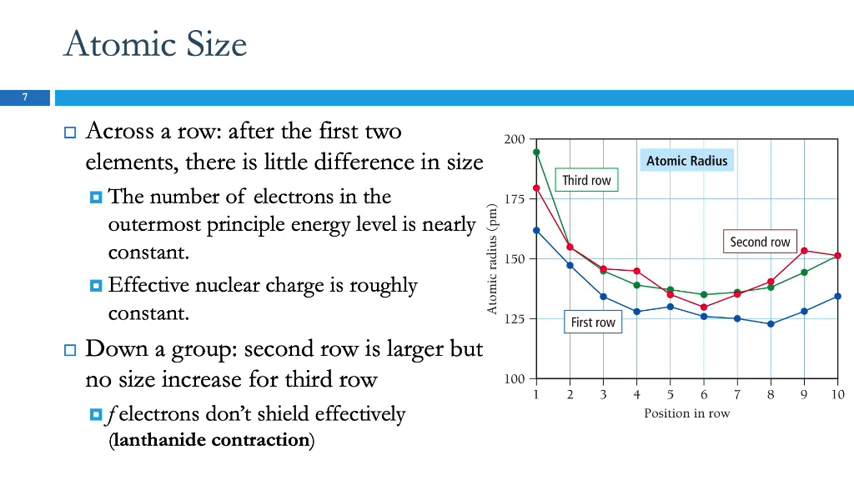 Atomic Size
7
Across a row: after the first two
elements, there is little difference in size
The number of electrons in the
outermost principle energy level is nearly
constant.
Effective nuclear charge is roughly
constant.
Down a group: second row is larger but
no size increase for third row
f electrons don't shield effectively
(lanthanide contraction)
Atomic Radius
Third row
Second row
First row
Atomic radius (pm)
200
175
150
125
100
1 2 3 4 5 6 7 8 9 10
Position in row